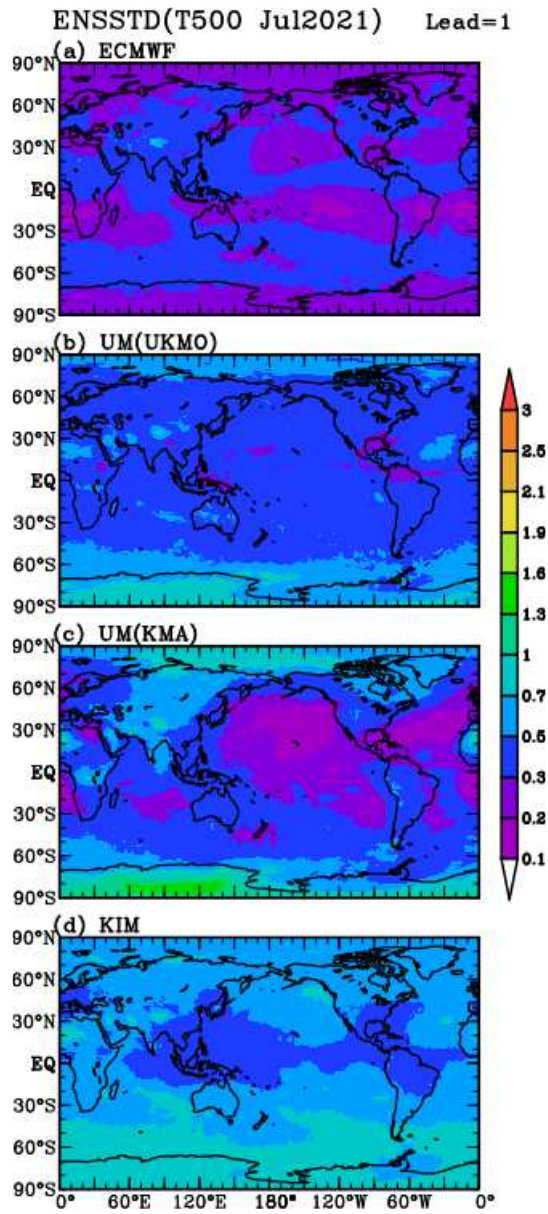 ENSSTD(T500 Jul2021) Lead=1
(a) ECMWF
90°N
60°N
30°N
EQ
30°S
60°S
90°S
(b) UM(UKMO)
90°N
60°N
30°N
EQ
30°S
60°S
90°S
3
2.5
2.1
1.9
1.6
1.3
1
0.7
0.5
0.3
0.2
0.1
(c) UM(KMA)
90°N
60°N
30°N
EQ
30°S
60°S
90°S
(d) KIM
90°N
60°N
30°N
EQ
30°S
60°S
90°S
0° 60°E 120°E 180° 120°W 60°W 0°